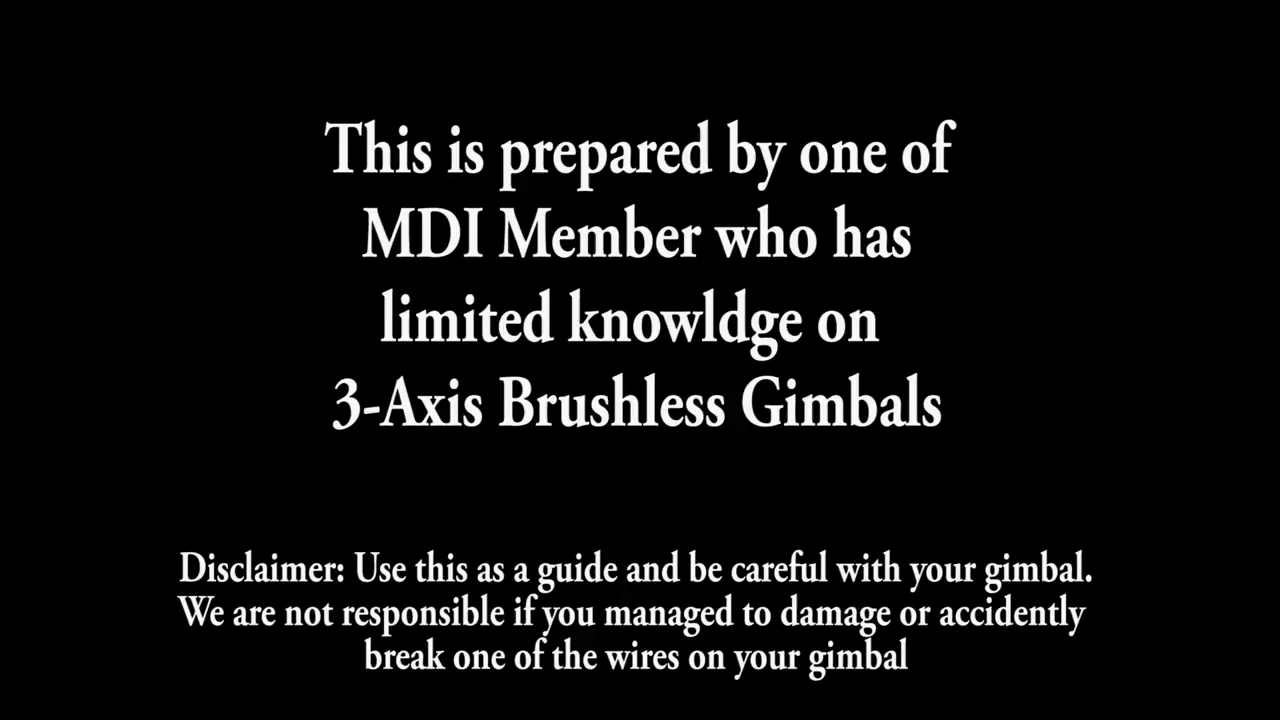 This is prepared by one of
MDI Member who has
limited knowldge on
3-Axis Brushless Gimbals
Disclaimer: Use this as a guide and be careful with your gimbal.
We are not responsible if you managed to damage or accidently
break one of the wires on your gimbal